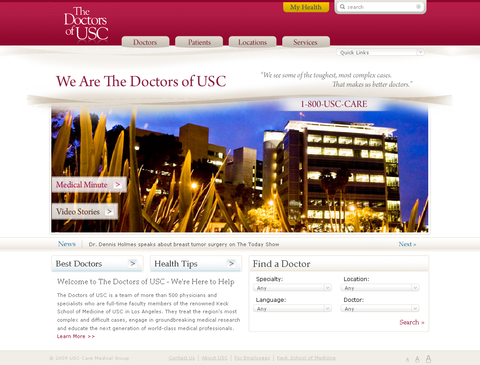 The
Doctors
of USC
My Health
search
Doctors
Patients
Locations
Services
Quick Links
We Are The Doctors of USC
"We see some of the toughest, most complex cases.
That makes us better doctors."
1-800-USC-CARE
Medical Minute >
Video Stories >
News
Dr. Dennis Holmes speaks about breast tumor surgery on The Today Show
Next »
Best Doctors >
Health Tips >
Find a Doctor
Welcome to The Doctors of USC - We're Here to Help
The Doctors of USC is a team of more than 500 physicians and
specialists who are full-time faculty members of the renowned Keck
School of Medicine of USC in Los Angeles. They treat the region's most
complex and difficult cases, engage in groundbreaking medical research
and educate the next generation of world-class medical professionals.
Learn More >>
Specialty:
Location:
Any
Any
Language:
Doctor:
Any
Any
Search »
© 2009 USC Care Medical Group
Contact Us | About USC | For Employees | Keck School of Medicine
A A A